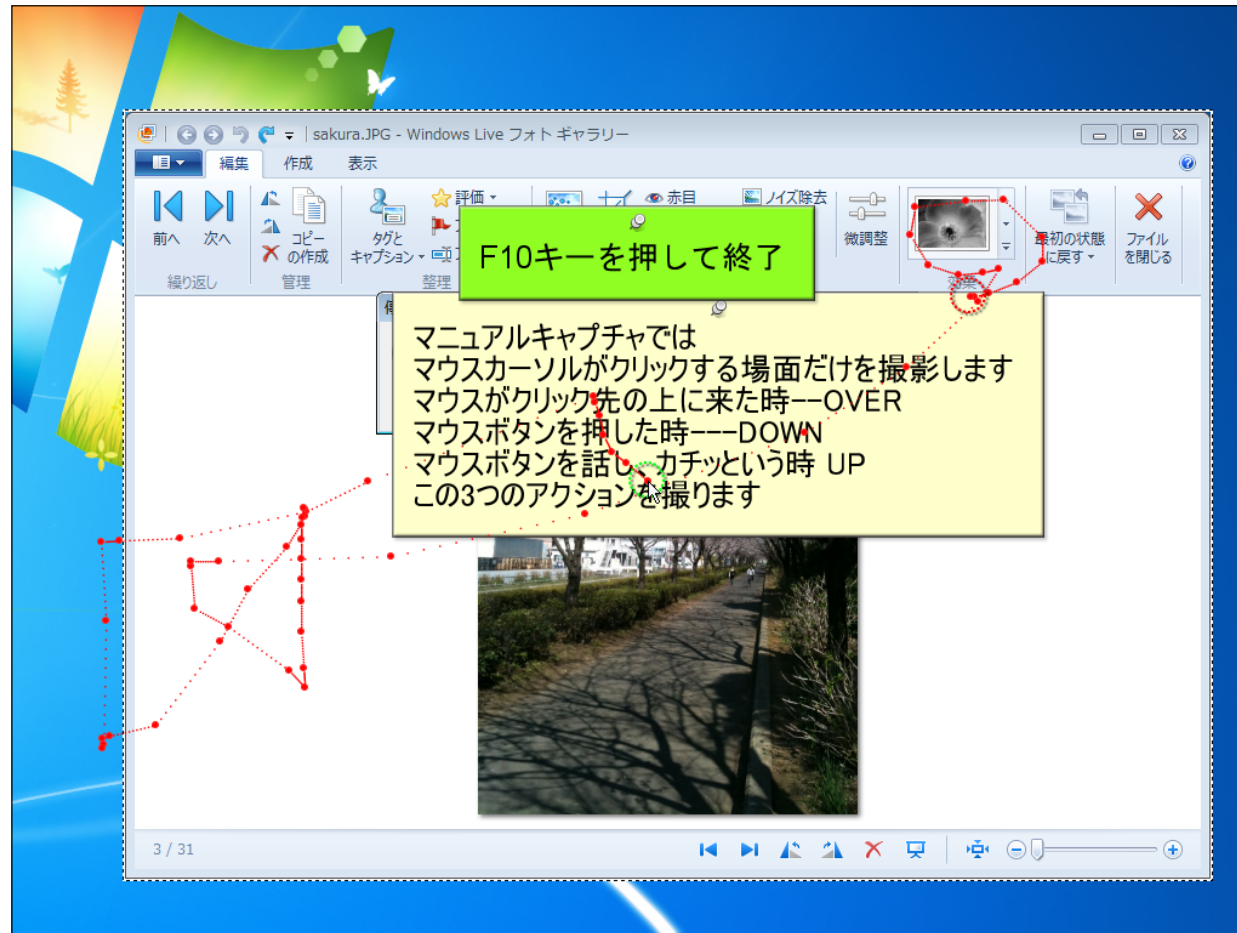 sakura.JPG - Windows Live フォト ギャラリー
編集 作成 表示
前へ 次へ
コピー
の作成
タグと
キャプション
評価
赤目
ノイズ除去
微調整
最初の状態
に戻す
ファイル
を閉じる
繰り返し 管理 整理 効果
F10キーを押して終了
マニュアルキャプチャでは
マウスカーソルがクリックする場面だけを撮影します
マウスがクリック先の上に来た時--OVER
マウスボタンを押した時---DOWN
マウスボタンを話し、カチッという時 UP
この3つのアクションを撮ります
3 / 31